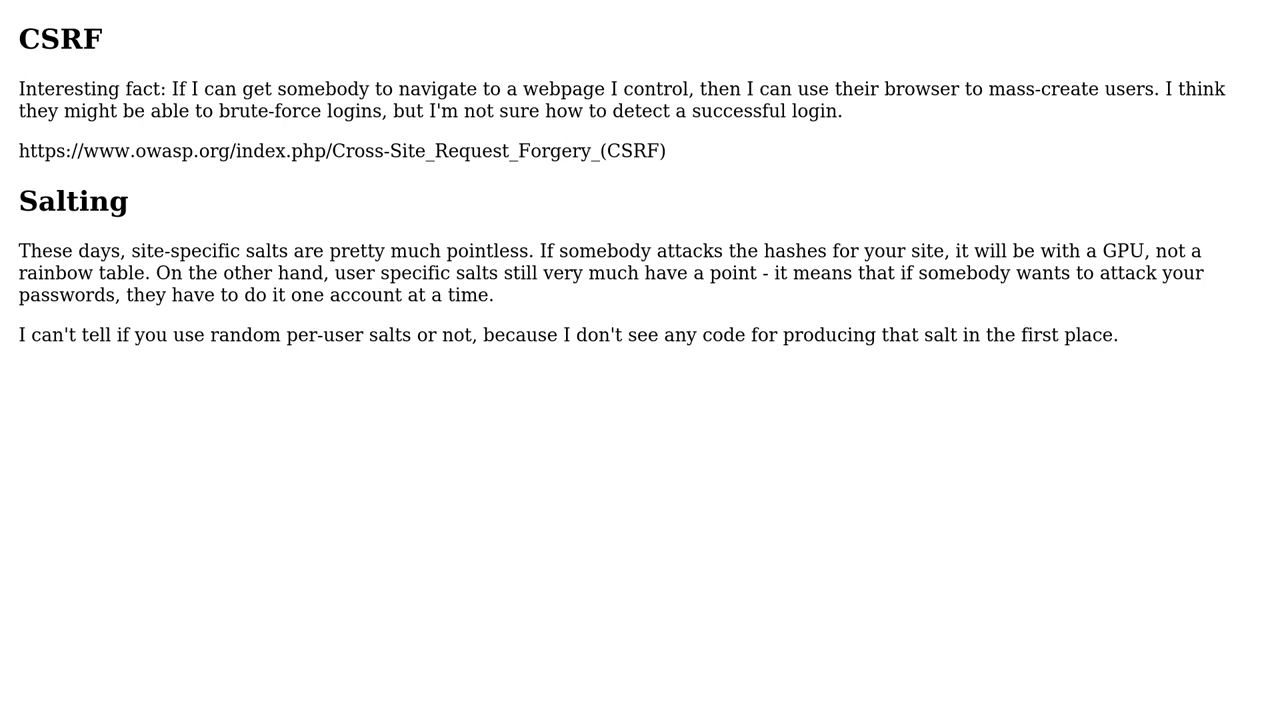 CSRF
Interesting fact: If I can get somebody to navigate to a webpage I control, then I can use their browser to mass-create users. I think
they might be able to brute-force logins, but I'm not sure how to detect a successful login.
https://www.owasp.org/index.php/Cross-Site_Request_Forgery_(CSRF)
Salting
These days, site-specific salts are pretty much pointless. If somebody attacks the hashes for your site, it will be with a GPU, not a
rainbow table. On the other hand, user specific salts still very much have a point - it means that if somebody wants to attack your
passwords, they have to do it one account at a time.
I can't tell if you use random per-user salts or not, because I don't see any code for producing that salt in the first place.